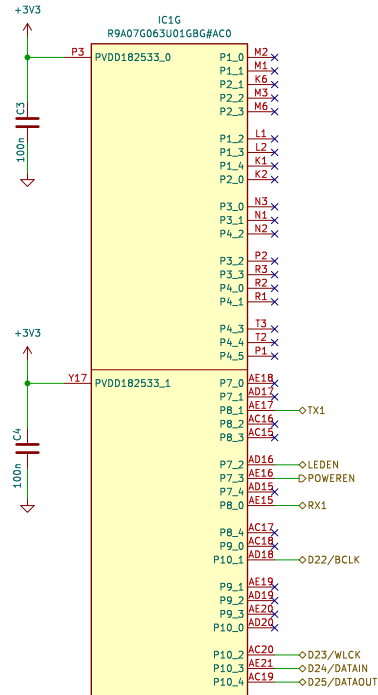 +3V3
IC1G
R9A07G063U01GBG#AC0
P3 PVDD182533_0 P1_0 M2
P1_1 M1
P2_1 K6
P2_2 M3
P2_3 M6
C3
100n
P1_2 L1
P1_3 L2
P1_4 K1
P2_0 K2
P3_0 N3
P3_1 N1
P4_2 N2
P3_2 P2
P3_3 R3
P4_0 R2
P4_1 R1
P4_3 T3
P4_4 T2
P4_5 P1
+3V3
Y17 PVDD182533_1 P7_0 AE18
P7_1 AD17
P8_1 AE17 TX1
P8_2 AC16
P8_3 AC15
C4
100n
P7_2 AD16 LEDEN
P7_3 AE16 POWEREN
P7_4 AD15
P8_0 AE15 RX1
P8_4 AC17
P9_0 AC18
P10_1 AD18 D22/BCLK
P9_1 AE19
P9_2 AD19
P9_3 AE20
P10_0 AD20
P10_2 AC20 D23/WLCK
P10_3 AE21 D24/DATAIN
P10_4 AC19 D25/DATAOUT